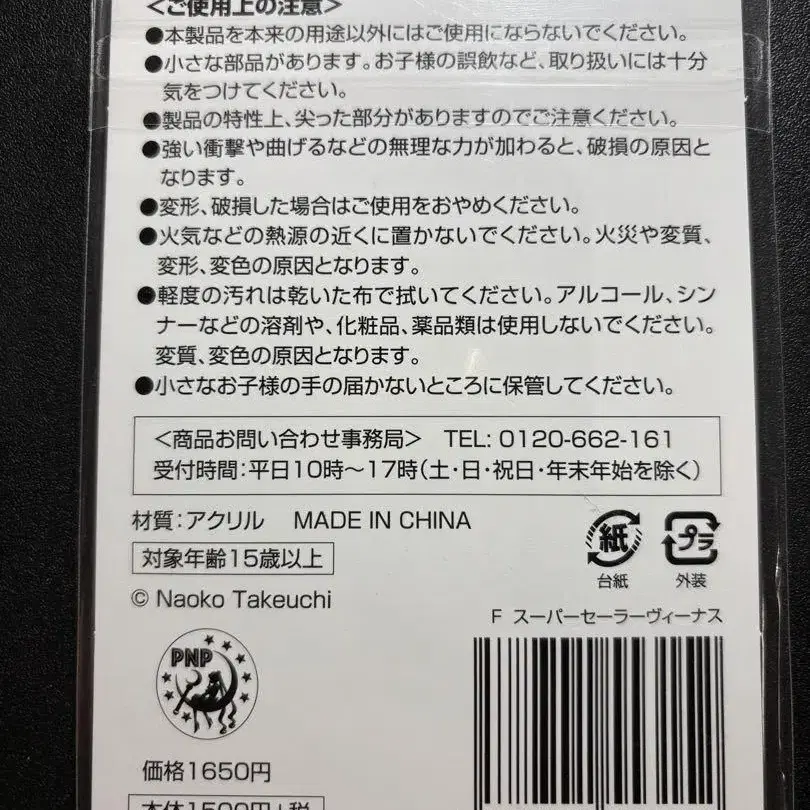 <ご使用上の注意>
●本製品を本来の用途以外にはご使用にならないでください。
●小さな部品があります。お子様の誤飲など、取り扱いには十分
気をつけてください。
●製品の特性上、尖った部分がありますのでご注意ください。
●強い衝撃や曲げるなどの無理な力が加わると、破損の原因と
なります。
●変形、破損した場合はご使用をおやめください。
●火気などの熱源の近くに置かないでください。火災や変質、
変形、変色の原因となります。
●軽度の汚れは乾いた布で拭いてください。アルコール、シン
ナーなどの溶剤や、化粧品、薬品類は使用しないでください。
変質、変色の原因となります。
●小さなお子様の手の届かないところに保管してください。
<商品お問い合わせ事務局> TEL: 0120-662-161
受付時間:平日10時〜17時(土・日・祝日・年末年始を除く)
材質:アクリル MADE IN CHINA
対象年齢15歳以上
紙
台紙
プラ
外装
© Naoko Takeuchi
F スーパーセーラーヴィーナス
PNP
価格1650円
本体1500円+税